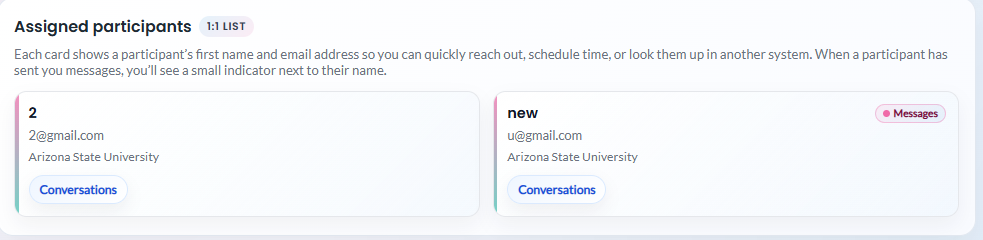 Assigned participants 1:1 LIST
Each card shows a participant's first name and email address so you can quickly reach out, schedule time, or look them up in another system. When a participant has
sent you messages, you'll see a small indicator next to their name.
2
2@gmail.com
Arizona State University
Conversations
new Messages
u@gmail.com
Arizona State University
Conversations